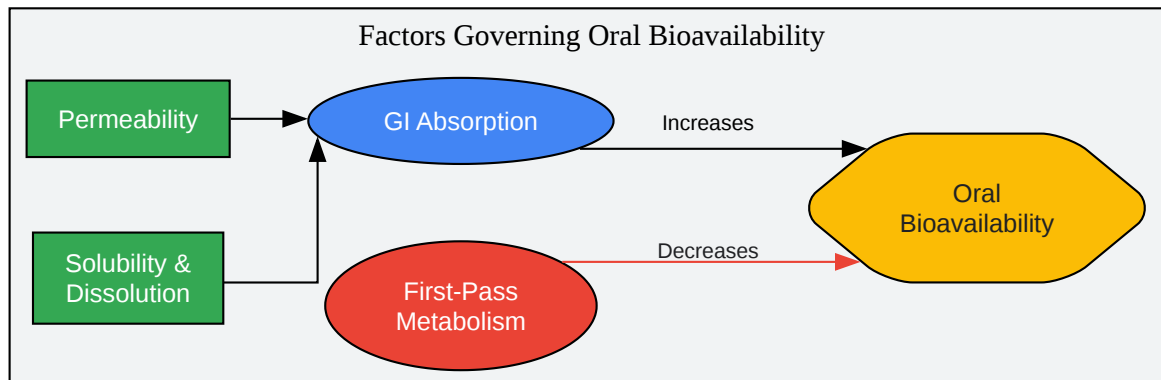 Factors Governing Oral Bioavailability
Permeability
GI Absorption
Increases
Oral
Bioavailability
Solubility &
Dissolution
First-Pass
Metabolism
Decreases